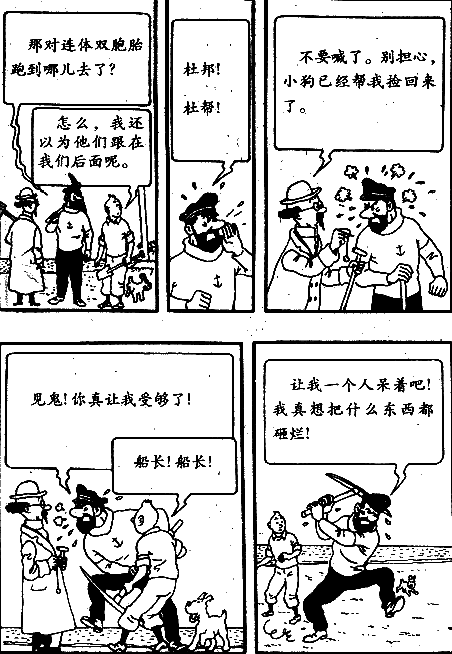 那对连体双胞胎
跑到哪儿去了？
怎么，我还
以为他们跟在
我们后面呢。
杜邦！
杜帮！
不要喊了。别担心，
小狗已经帮我捡回来
了。
见鬼！你真让我受够了！
船长！船长！
让我一个人呆着吧！
我真想把什么东西都
砸烂！